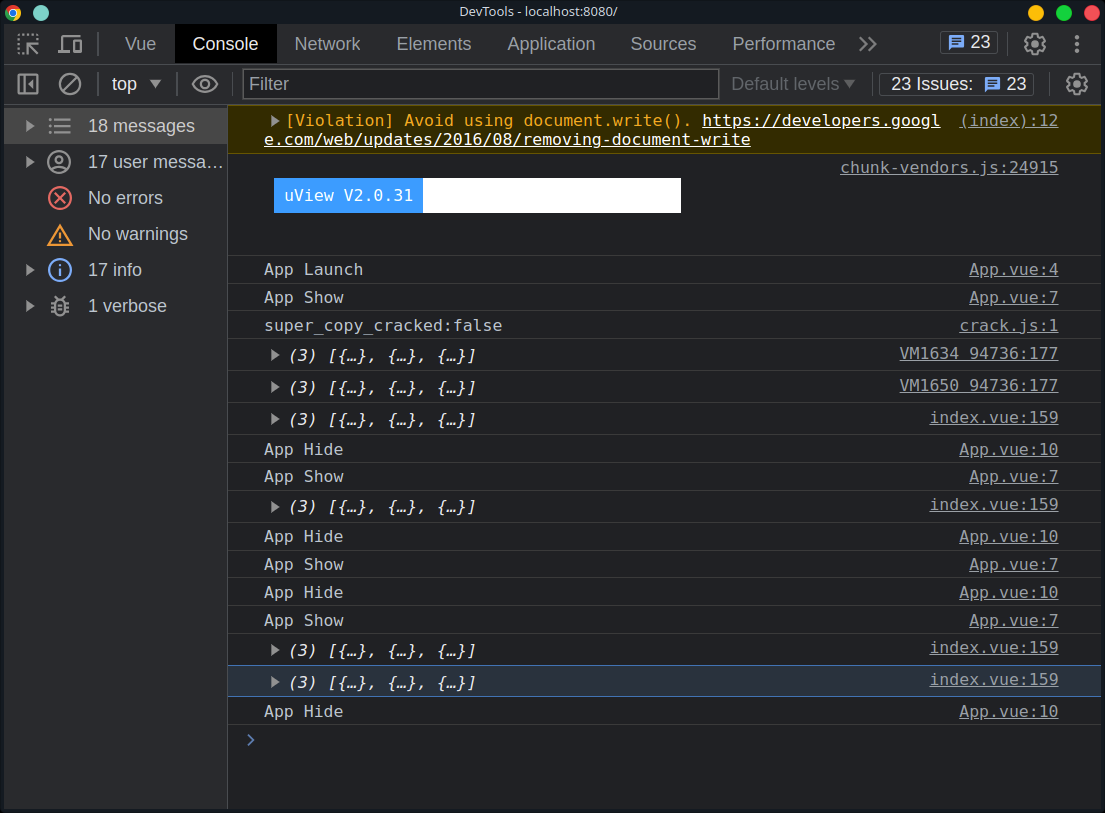 DevTools - localhost:8080/
Vue Console Network Elements Application Sources Performance 23
top Filter Default levels 23 Issues: 23
18 messages
17 user messa…
No errors
No warnings
17 info
1 verbose
[Violation] Avoid using document.write(). https://developers.googl (index):12
e.com/web/updates/2016/08/removing-document-write
chunk-vendors.js:24915
uView V2.0.31
App Launch App.vue:4
App Show App.vue:7
super_copy_cracked:false crack.js:1
(3) [{…}, {…}, {…}] VM1634 94736:177
(3) [{…}, {…}, {…}] VM1650 94736:177
(3) [{…}, {…}, {…}] index.vue:159
App Hide App.vue:10
App Show App.vue:7
(3) [{…}, {…}, {…}] index.vue:159
App Hide App.vue:10
App Show App.vue:7
App Hide App.vue:10
App Show App.vue:7
(3) [{…}, {…}, {…}] index.vue:159
(3) [{…}, {…}, {…}] index.vue:159
App Hide App.vue:10